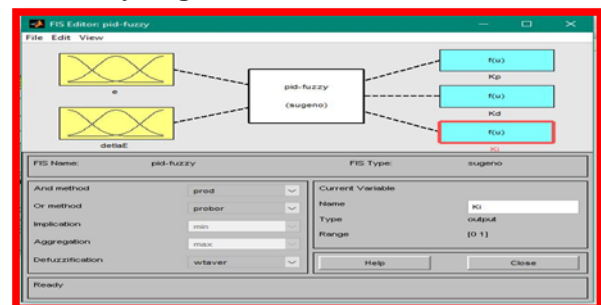 FIS Editor: pid-fuzzy
File Edit View
e
detlaE
pid-fuzzy
(sugeno)
f(u)
Kp
f(u)
Kd
f(u)
Ki
FIS Name: pid-fuzzy FIS Type: sugeno
And method prod
Or method probor
Implication min
Aggregation max
Defuzzification wtaver
Current Variable
Name Ki
Type output
Range [0 1]
Help Close
Ready